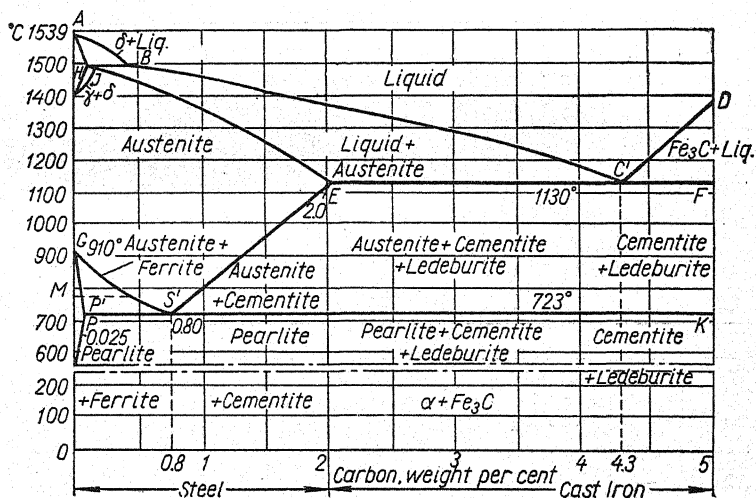 A
°C 1539
δ+Liq.
B
1500
H
J
Liquid
1400
γ+δ
D
1300
Austenite
Liquid +
Austenite
Fe₃C+Liq.
1200
C'
1100
2.0
E
1130°
F
1000
G 910° Austenite +
Ferrite
Austenite + Cementite
+Ledeburite
Cementite
+Ledeburite
900
Austenite
+Cementite
M
800
P'
S'
723°
700
P
0.025
0.80
K
Pearlite
Pearlite
Pearlite + Cementite
+Ledeburite
Cementite
+Ledeburite
600
200
+Ferrite
+Cementite
α + Fe₃C
100
0
0.8 1 2 3 4 4.3 5
Carbon, weight per cent
Steel
Cast Iron